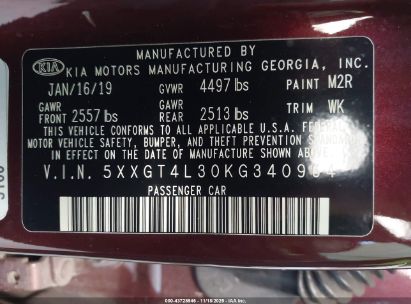 MANUFACTURED BY
KIA KIA MOTORS MANUFACTURING GEORGIA, INC.
JAN/16/19 GVWR 4497 lbs PAINT M2R
GAWR FRONT 2557 lbs GAWR REAR 2513 lbs TRIM WK
THIS VEHICLE CONFORMS TO ALL APPLICABLE U.S.A. FEDERAL
MOTOR VEHICLE SAFETY, BUMPER, AND THEFT PREVENTION
STANDARDS IN EFFECT ON THE DATE OF MANUFACTURE SHOWN ABOVE.
V.I.N.
PASSENGER CAR